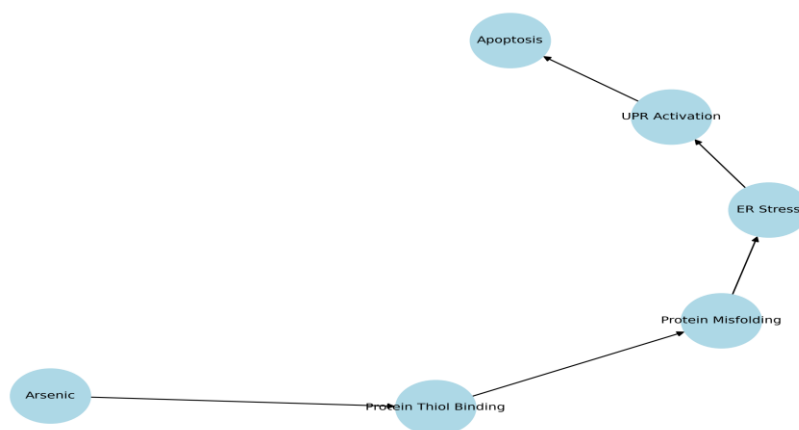 Apoptosis
UPR Activation
ER Stress
Protein Misfolding
Arsenic
Protein Thiol Binding